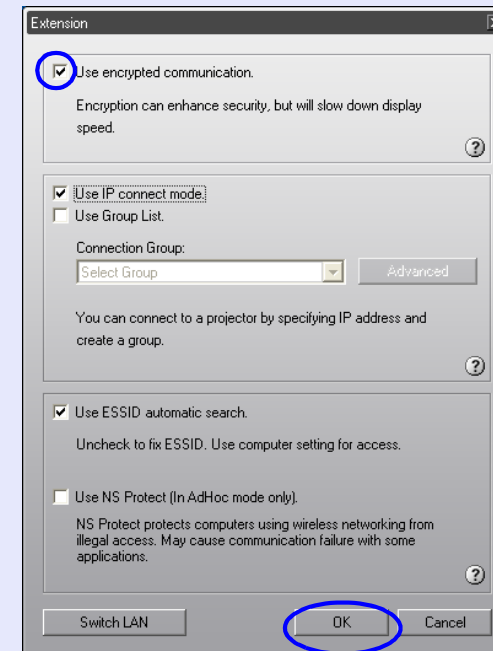 Extension
Use encrypted communication.
Encryption can enhance security, but will slow down display
speed.
?
Use IP connect mode.
Use Group List.
Connection Group:
Select Group
Advanced
You can connect to a projector by specifying IP address and
create a group.
?
Use ESSID automatic search.
Uncheck to fix ESSID. Use computer setting for access.
Use NS Protect (In AdHoc mode only).
NS Protect protects computers using wireless networking from
illegal access. May cause communication failure with some
applications.
?
Switch LAN
OK
Cancel